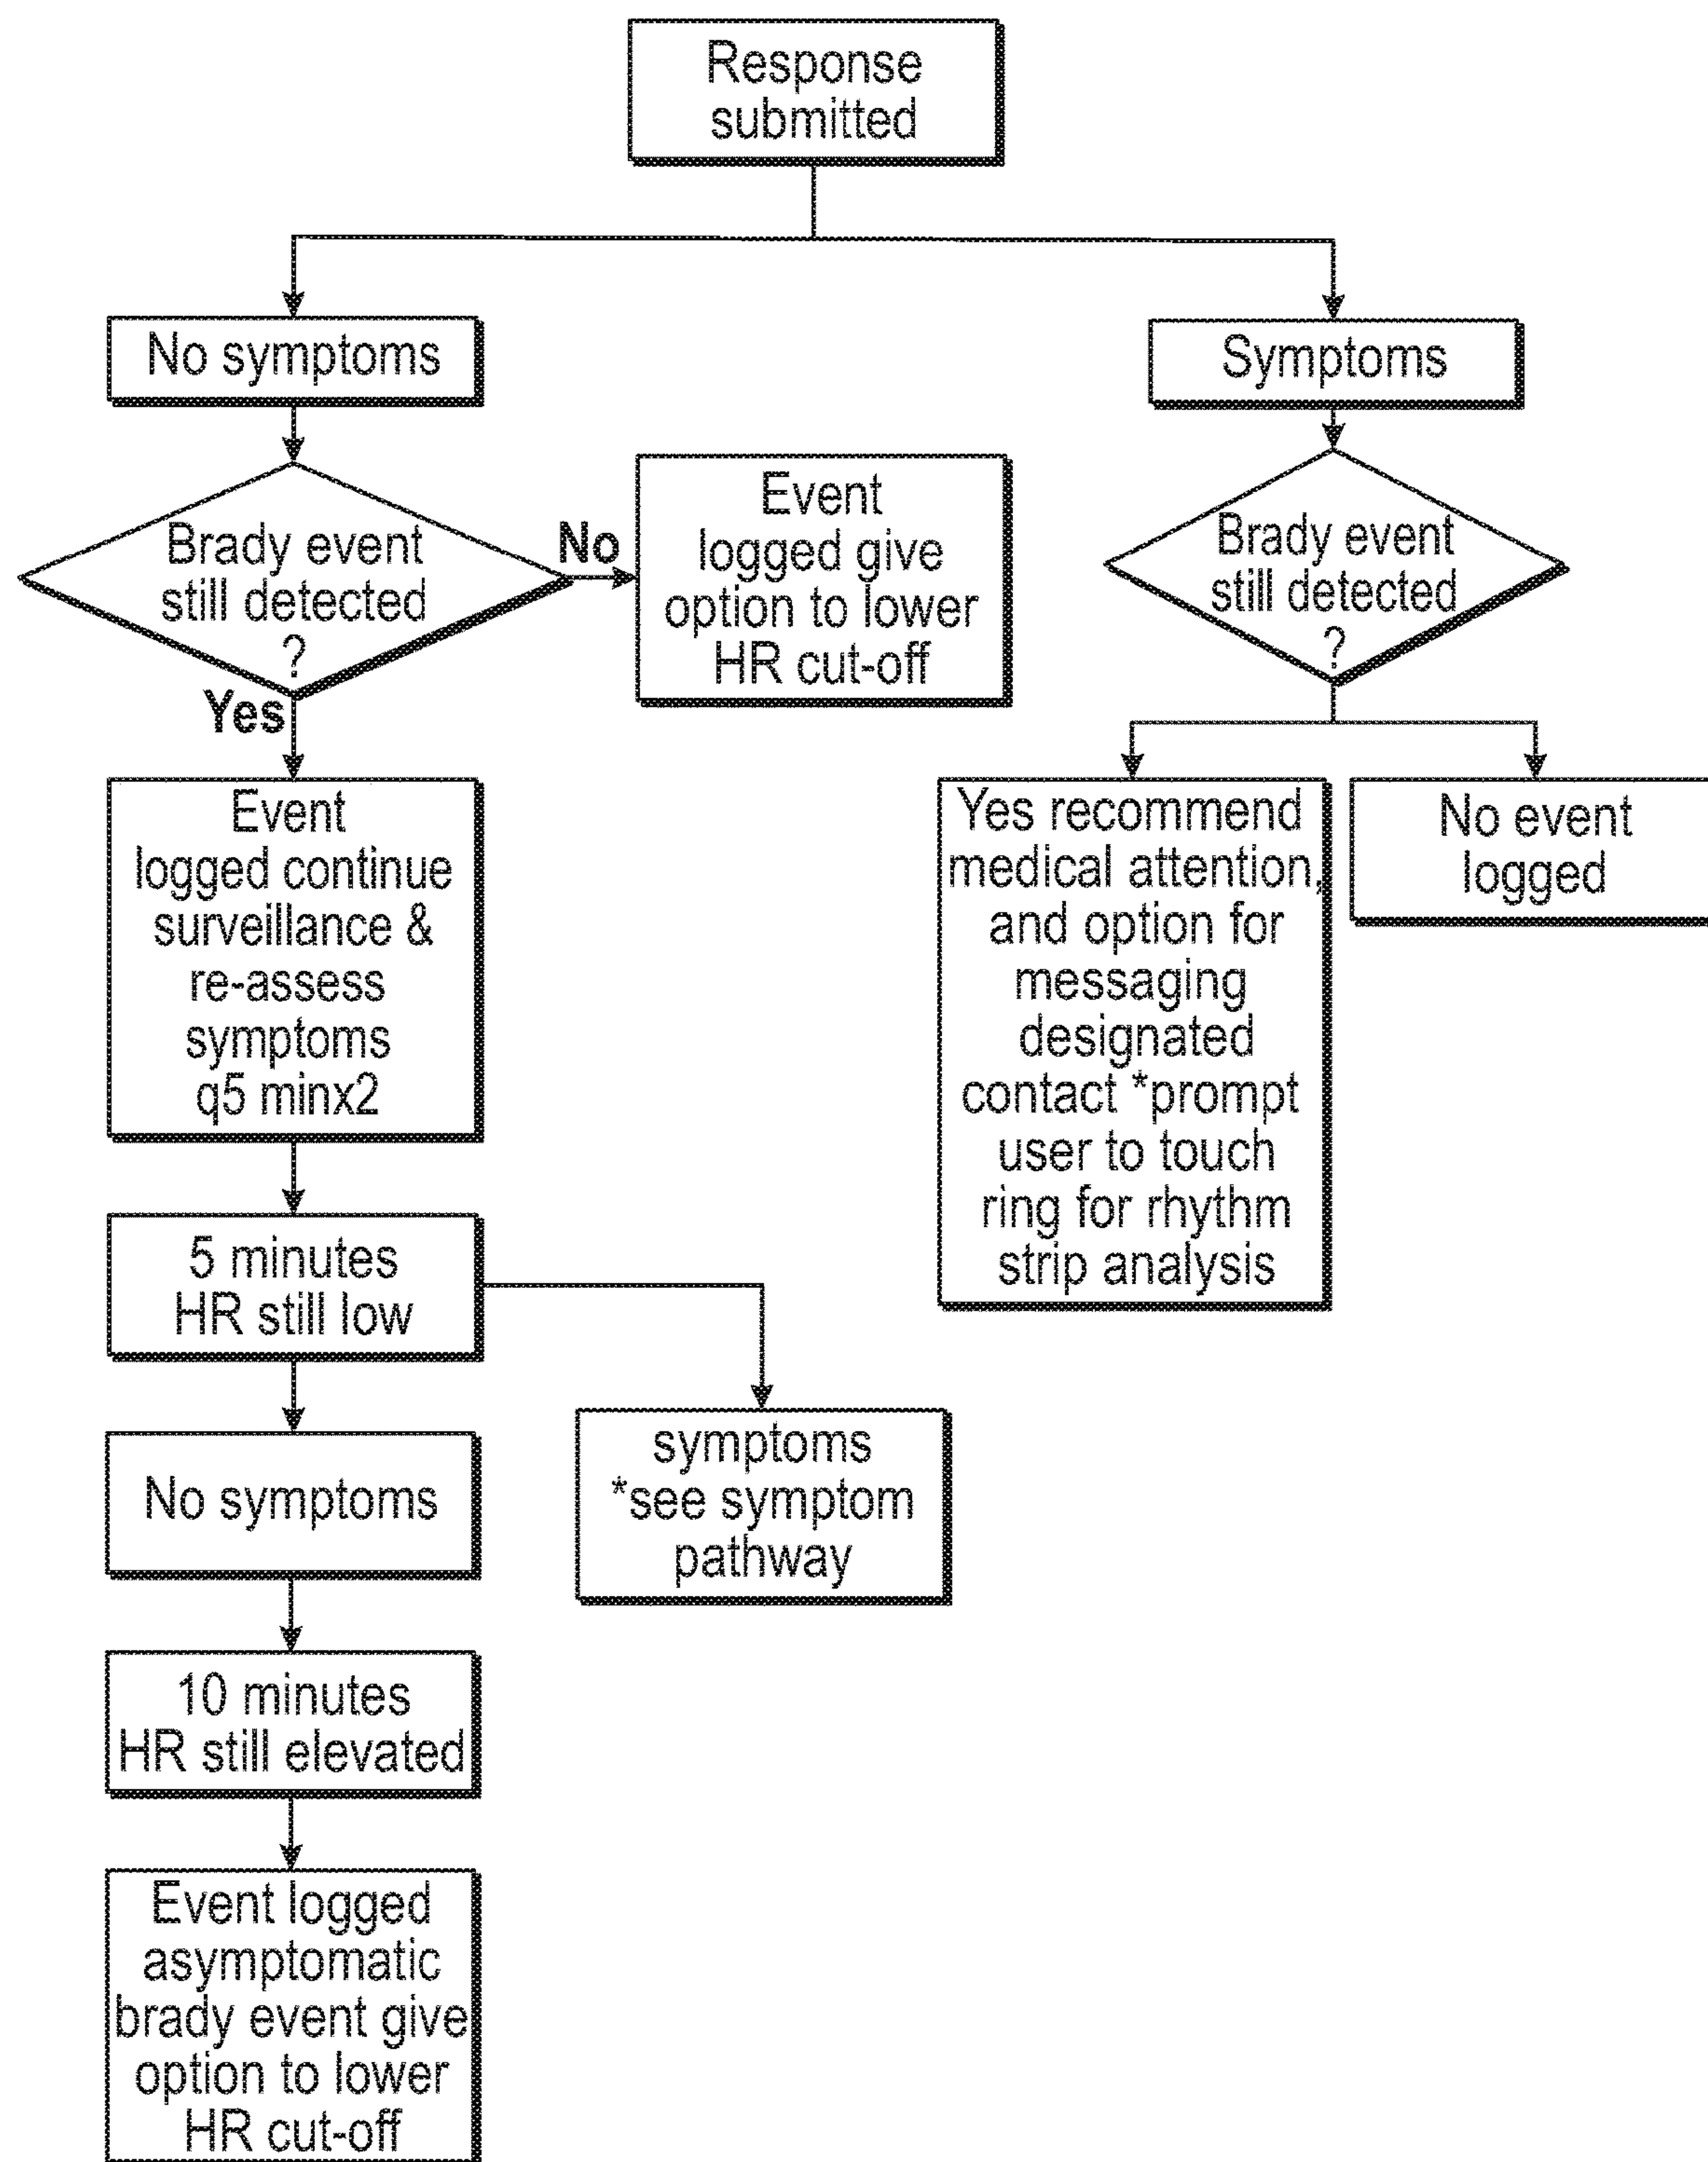 Response
submitted
No symptoms
Symptoms
Brady event
still detected
?
No
Yes
Event
logged give
option to lower
HR cut-off
Brady event
still detected
?
Event
logged continue
surveillance &
re-assess
symptoms
q5 minx2
Yes recommend
medical attention,
and option for
messaging
designated
contact *prompt
user to touch
ring for rhythm
strip analysis
No event
logged
5 minutes
HR still low
No symptoms
symptoms
*see symptom
pathway
10 minutes
HR still elevated
Event logged
asymptomatic
brady event give
option to lower
HR cut-off